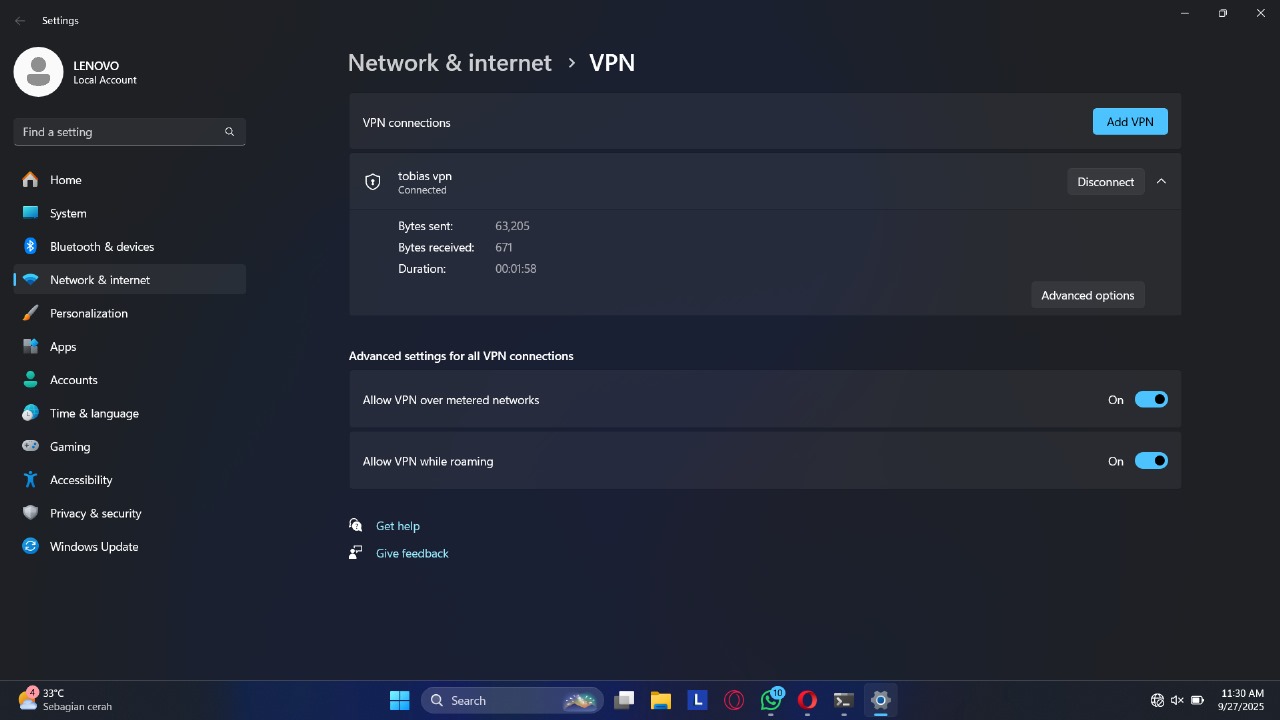 Settings
LENOVO
Local Account
Find a setting
Home
System
Bluetooth & devices
Network & internet
Personalization
Apps
Accounts
Time & language
Gaming
Accessibility
Privacy & security
Windows Update
Network & internet > VPN
VPN connections
Add VPN
tobias vpn
Connected
Disconnect
Bytes sent: 63,205
Bytes received: 671
Duration: 00:01:58
Advanced options
Advanced settings for all VPN connections
Allow VPN over metered networks
On
Allow VPN while roaming
On
Get help
Give feedback
4
33°C
Sebagian cerah
Search
L
10
11:30 AM
9/27/2025